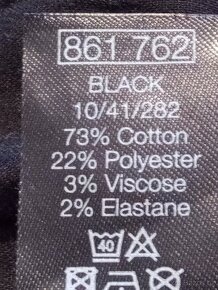 861 762
BLACK
10/41/282
73% Cotton
22% Polyester
3% Viscose
2% Elastane
40